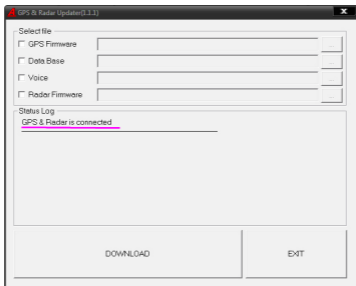 GPS & Radar Updater(1.1.1)
Select file
GPS Firmware
...
Data Base
...
Voice
...
Radar Firmware
...
Status Log
GPS & Radar is connected
DOWNLOAD
EXIT